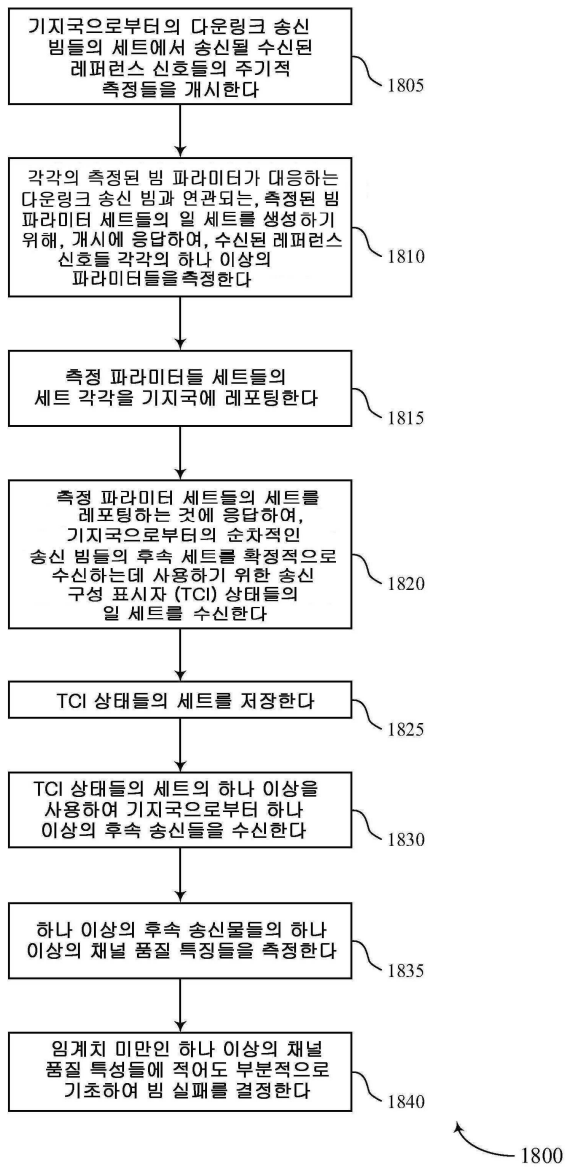 기지국으로부터의 다운링크 송신
빔들의 세트에서 송신될 수신된
레퍼런스 신호들의 주기적
측정들을 개시한다
1805
각각의 측정된 빔 파라미터가 대응하는
다운링크 송신 빔과 연관되는, 측정된 빔
파라미터 세트들의 일 세트를 생성하기
위해, 개시에 응답하여, 수신된 레퍼런스
신호들 각각의 하나 이상의
파라미터들을측정한다
1810
측정 파라미터들 세트들의
세트 각각을 기지국에 레포팅한다
1815
측정 파라미터 세트들의 세트를
레포팅하는 것에 응답하여,
기지국으로부터의 순차적인
송신 빔들의 후속 세트를 확정적으로
수신하는데 사용하기 위한 송신
구성 표시자 (TCI) 상태들의
일 세트를 수신한다
1820
TCI 상태들의 세트를 저장한다
1825
TCI 상태들의 세트의 하나 이상을
사용하여 기지국으로부터 하나
이상의 후속 송신들을 수신한다
1830
하나 이상의 후속 송신물들의 하나
이상의 채널 품질 특징들을 측정한다
1835
임계치 미만인 하나 이상의 채널
품질 특성들에 적어도 부분적으로
기초하여 빔 실패를 결정한다
1840
1800